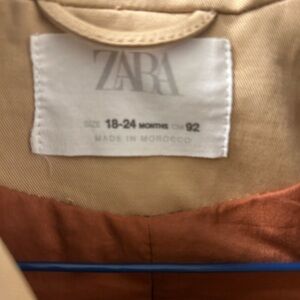 ZARA
SIZE 18-24 MONTHS CM 92
MADE IN MOROCCO